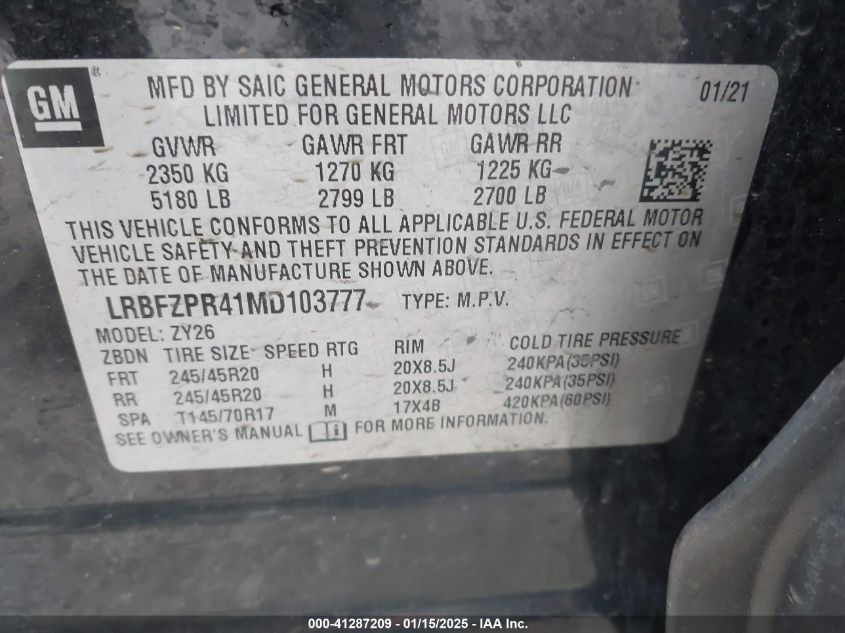 GM ®
MFD BY SAIC GENERAL MOTORS CORPORATION 01/21
LIMITED FOR GENERAL MOTORS LLC
GVWR GAWR FRT GAWR RR
2350 KG 1270 KG 1225 KG
5180 LB 2799 LB 2700 LB
THIS VEHICLE CONFORMS TO ALL APPLICABLE U.S. FEDERAL MOTOR
VEHICLE SAFETY AND THEFT PREVENTION STANDARDS IN EFFECT ON
THE DATE OF MANUFACTURE SHOWN ABOVE.
LRBFZPR41MD103777 TYPE: M.P.V.
MODEL: ZY26
ZBDN TIRE SIZE SPEED RTG RIM COLD TIRE PRESSURE
FRT 245/45R20 H 20X8.5J 240KPA(35PSI)
RR 245/45R20 H 20X8.5J 240KPA(35PSI)
SPA T145/70R17 M 17X4B 420KPA(60PSI)
SEE OWNER'S MANUAL i FOR MORE INFORMATION.
000-41287209 - 01/15/2025 - IAA Inc.